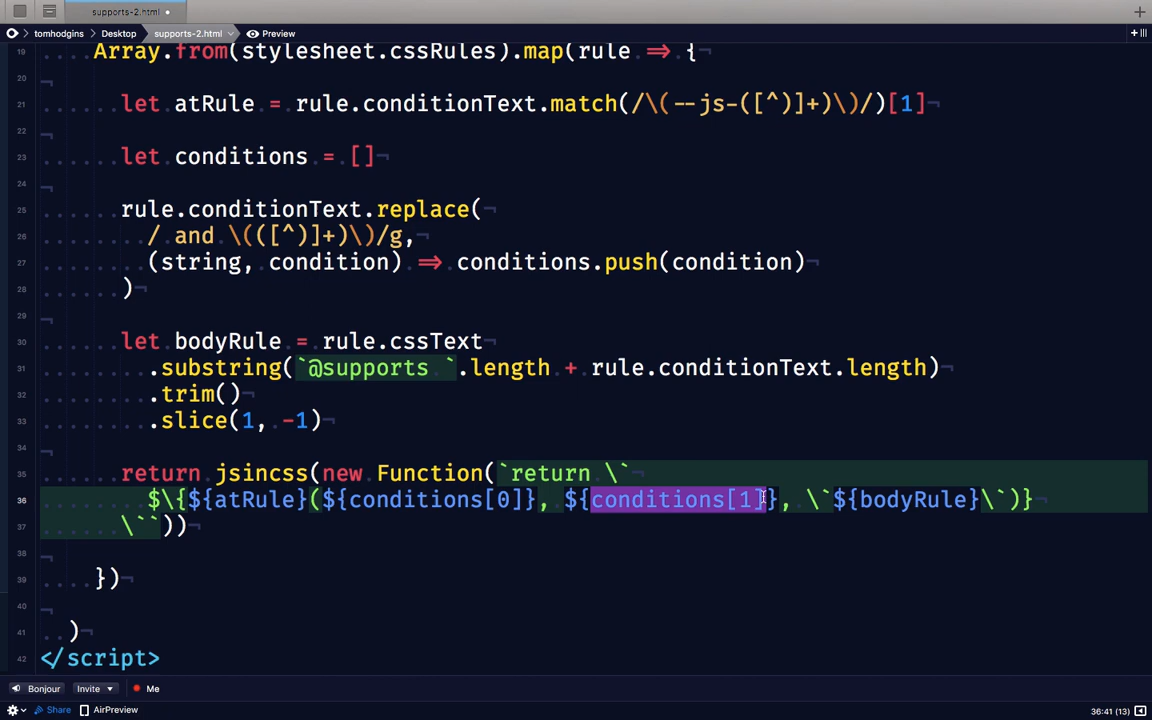 supports-2.html
tomhodgins Desktop supports-2.html Preview
19 Array.from(stylesheet.cssRules).map(rule => {
20
21 let atRule = rule.conditionText.match(/\(--js-([^)]+)\)/)[1]
22
23 let conditions = []
24
25 rule.conditionText.replace(
26 / and \(([^)]+)\)/g,
27 (string, condition) => conditions.push(condition)
28 )
29
30 let bodyRule = rule.cssText
31 .substring(`@supports `.length + rule.conditionText.length)
32 .trim()
33 .slice(1, -1)
34
35 return jsincss(new Function(`return \`
36 $\{${atRule}(${conditions[0]}, ${conditions[1]}, \`${bodyRule}\`)}
37 \``))
38
39 })
40
41 )
42 </script>
Bonjour Invite Me
Share AirPreview 36:41 (13)